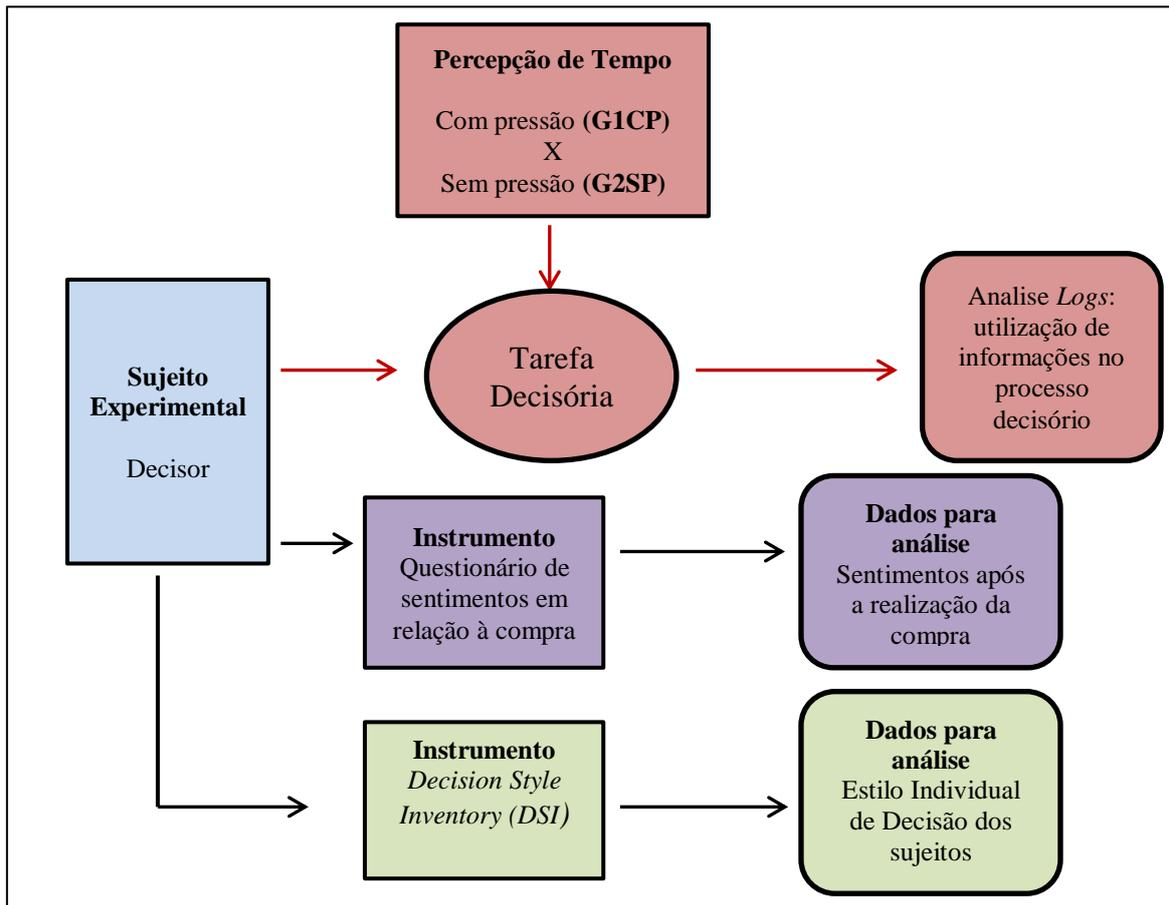 Percepção de Tempo
Com pressão (G1CP)
X
Sem pressão (G2SP)
Sujeito
Experimental
Decisor
Tarefa
Decisória
Analise Logs:
utilização de
informações no
processo
decisório
Instrumento
Questionário de
sentimentos em
relação à compra
Dados para
análise
Sentimentos após
a realização da
compra
Instrumento
Decision Style
Inventory (DSI)
Dados para
análise
Estilo Individual
de Decisão dos
sujeitos